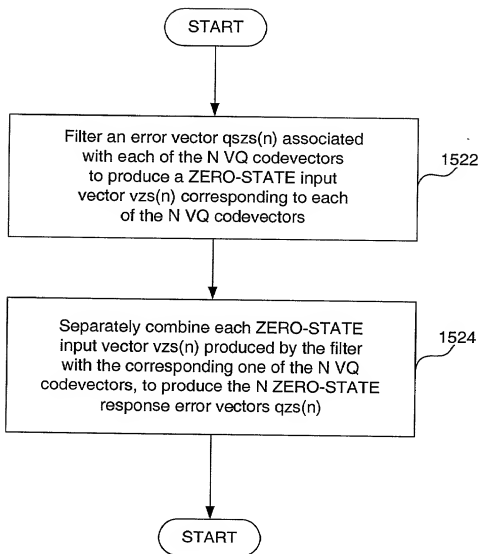 START
Filter an error vector qszs(n) associated
with each of the N VQ codevectors
to produce a ZERO-STATE input
vector vzs(n) corresponding to each
of the N VQ codevectors
1522
Separately combine each ZERO-STATE
input vector vzs(n) produced by the filter
with the corresponding one of the N VQ
codevectors, to produce the N ZERO-STATE
response error vectors qzs(n)
1524
START